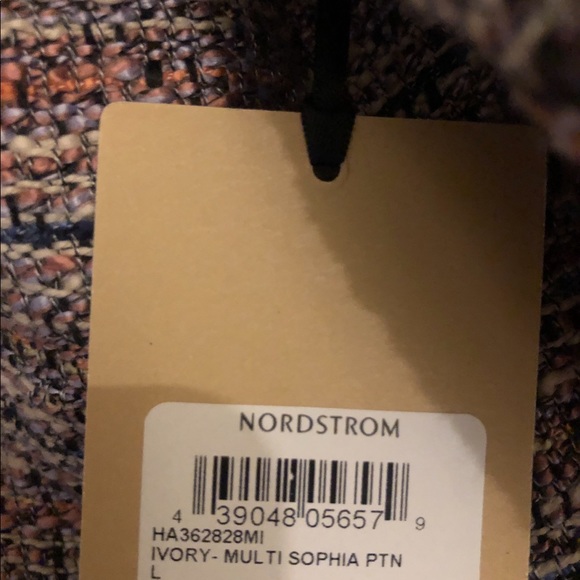 NORDSTROM
4 39048 05657 9
HA362828MI
IVORY- MULTI SOPHIA PTN
L